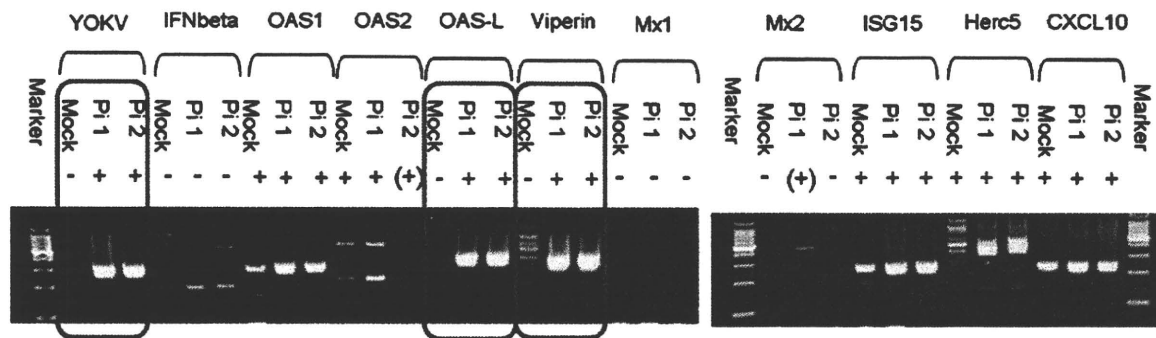 YOKV IFNbeta OAS1 OAS2 OAS-L Viperin Mx1 Mx2 ISG15 Herc5 CXCL10
Marker Mock Pi 1 Pi 2 Mock Pi 1 Pi 2 Mock Pi 1 Pi 2 Mock Pi 1 Pi 2 Mock Pi 1 Pi 2 Mock Pi 1 Pi 2 Mock Pi 1 Pi 2 Marker Mock Pi 1 Pi 2 Mock Pi 1 Pi 2 Mock Pi 1 Pi 2 Mock Pi 1 Pi 2 Marker
- + + - - - + + + + + (+) - + + - + + - - - - (+) - + + + + + + + + +